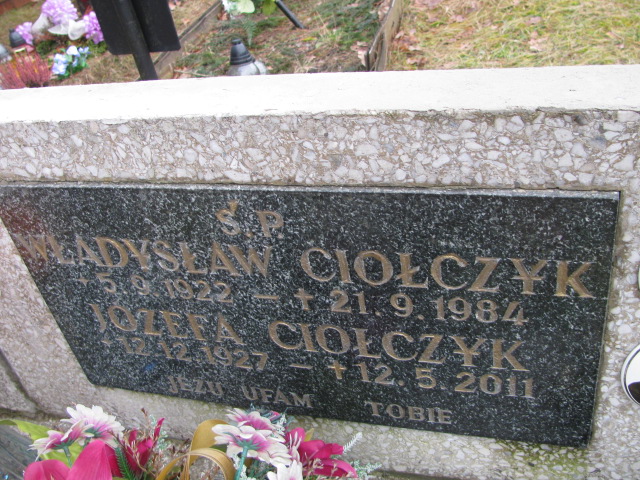 Ś.P.
WŁADYSŁAW CIOŁCZYK
* 5.9.1922 – + 21.9.1984
JÓZEFA CIOŁCZYK
* 12.12.1927 – + 12.5.2011
JEZU UFAM TOBIE